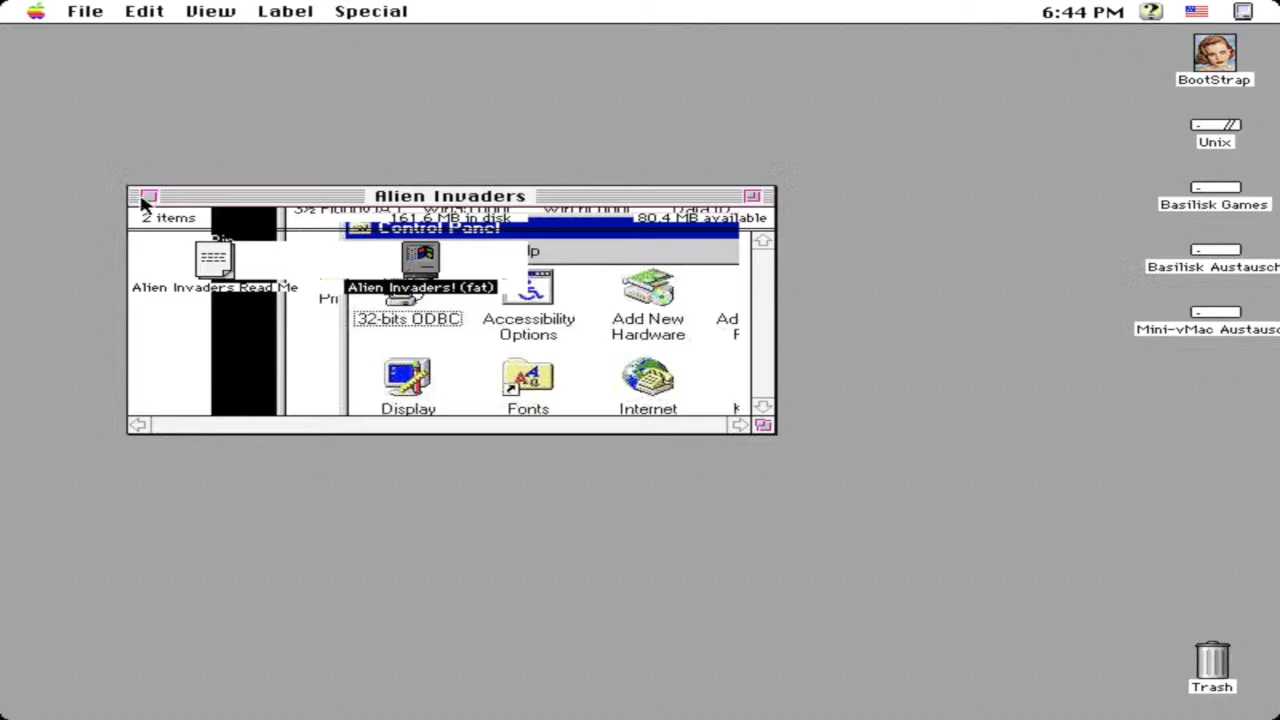 File Edit View Label Special 6:44 PM
BootStrap
Unix
Alien Invaders
2 items 161.6 MB in disk 80.4 MB available
Basilisk Games
Control Panel
Basilisk Austausch
Alien Invaders Read Me Alien Invaders! (fat)
32-bits ODBC Accessibility Options Add New Hardware Ad
Mini-vMac Austausc
Display Fonts Internet
Trash